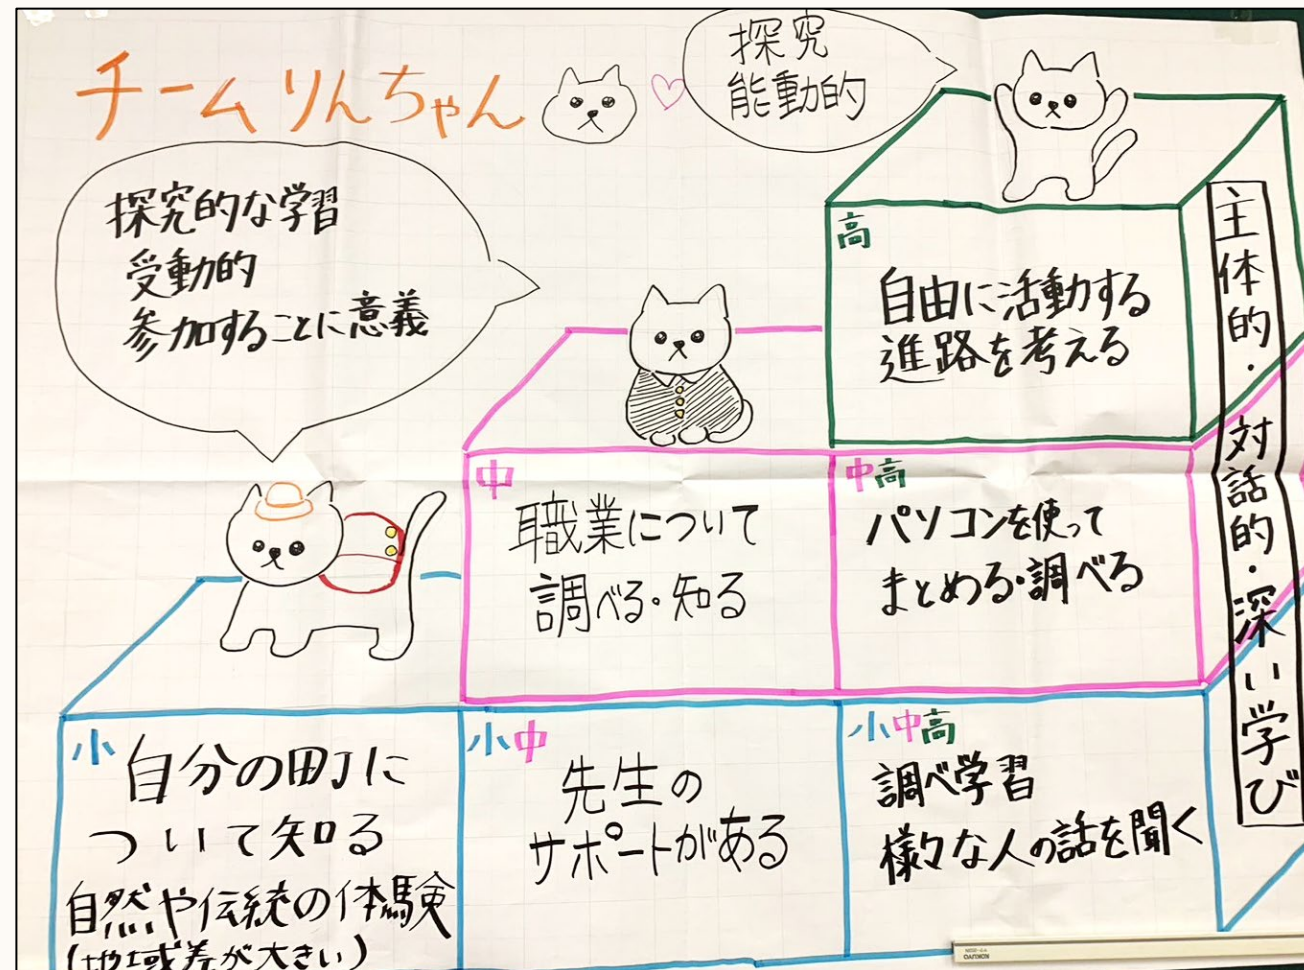 チームりんちゃん
探究
能動的
探究的な学習
受動的
参加することに意義
高
自由に活動する
進路を考える
主体的・対話的・深い学び
中
職業について
調べる・知る
中高
パソコンを使って
まとめる・調べる
小
自分の町に
ついて知る
自然や伝統の体験
(地域差が大きい)
小中
先生の
サポートがある
小中高
調べ学習
様々な人の話を聞く